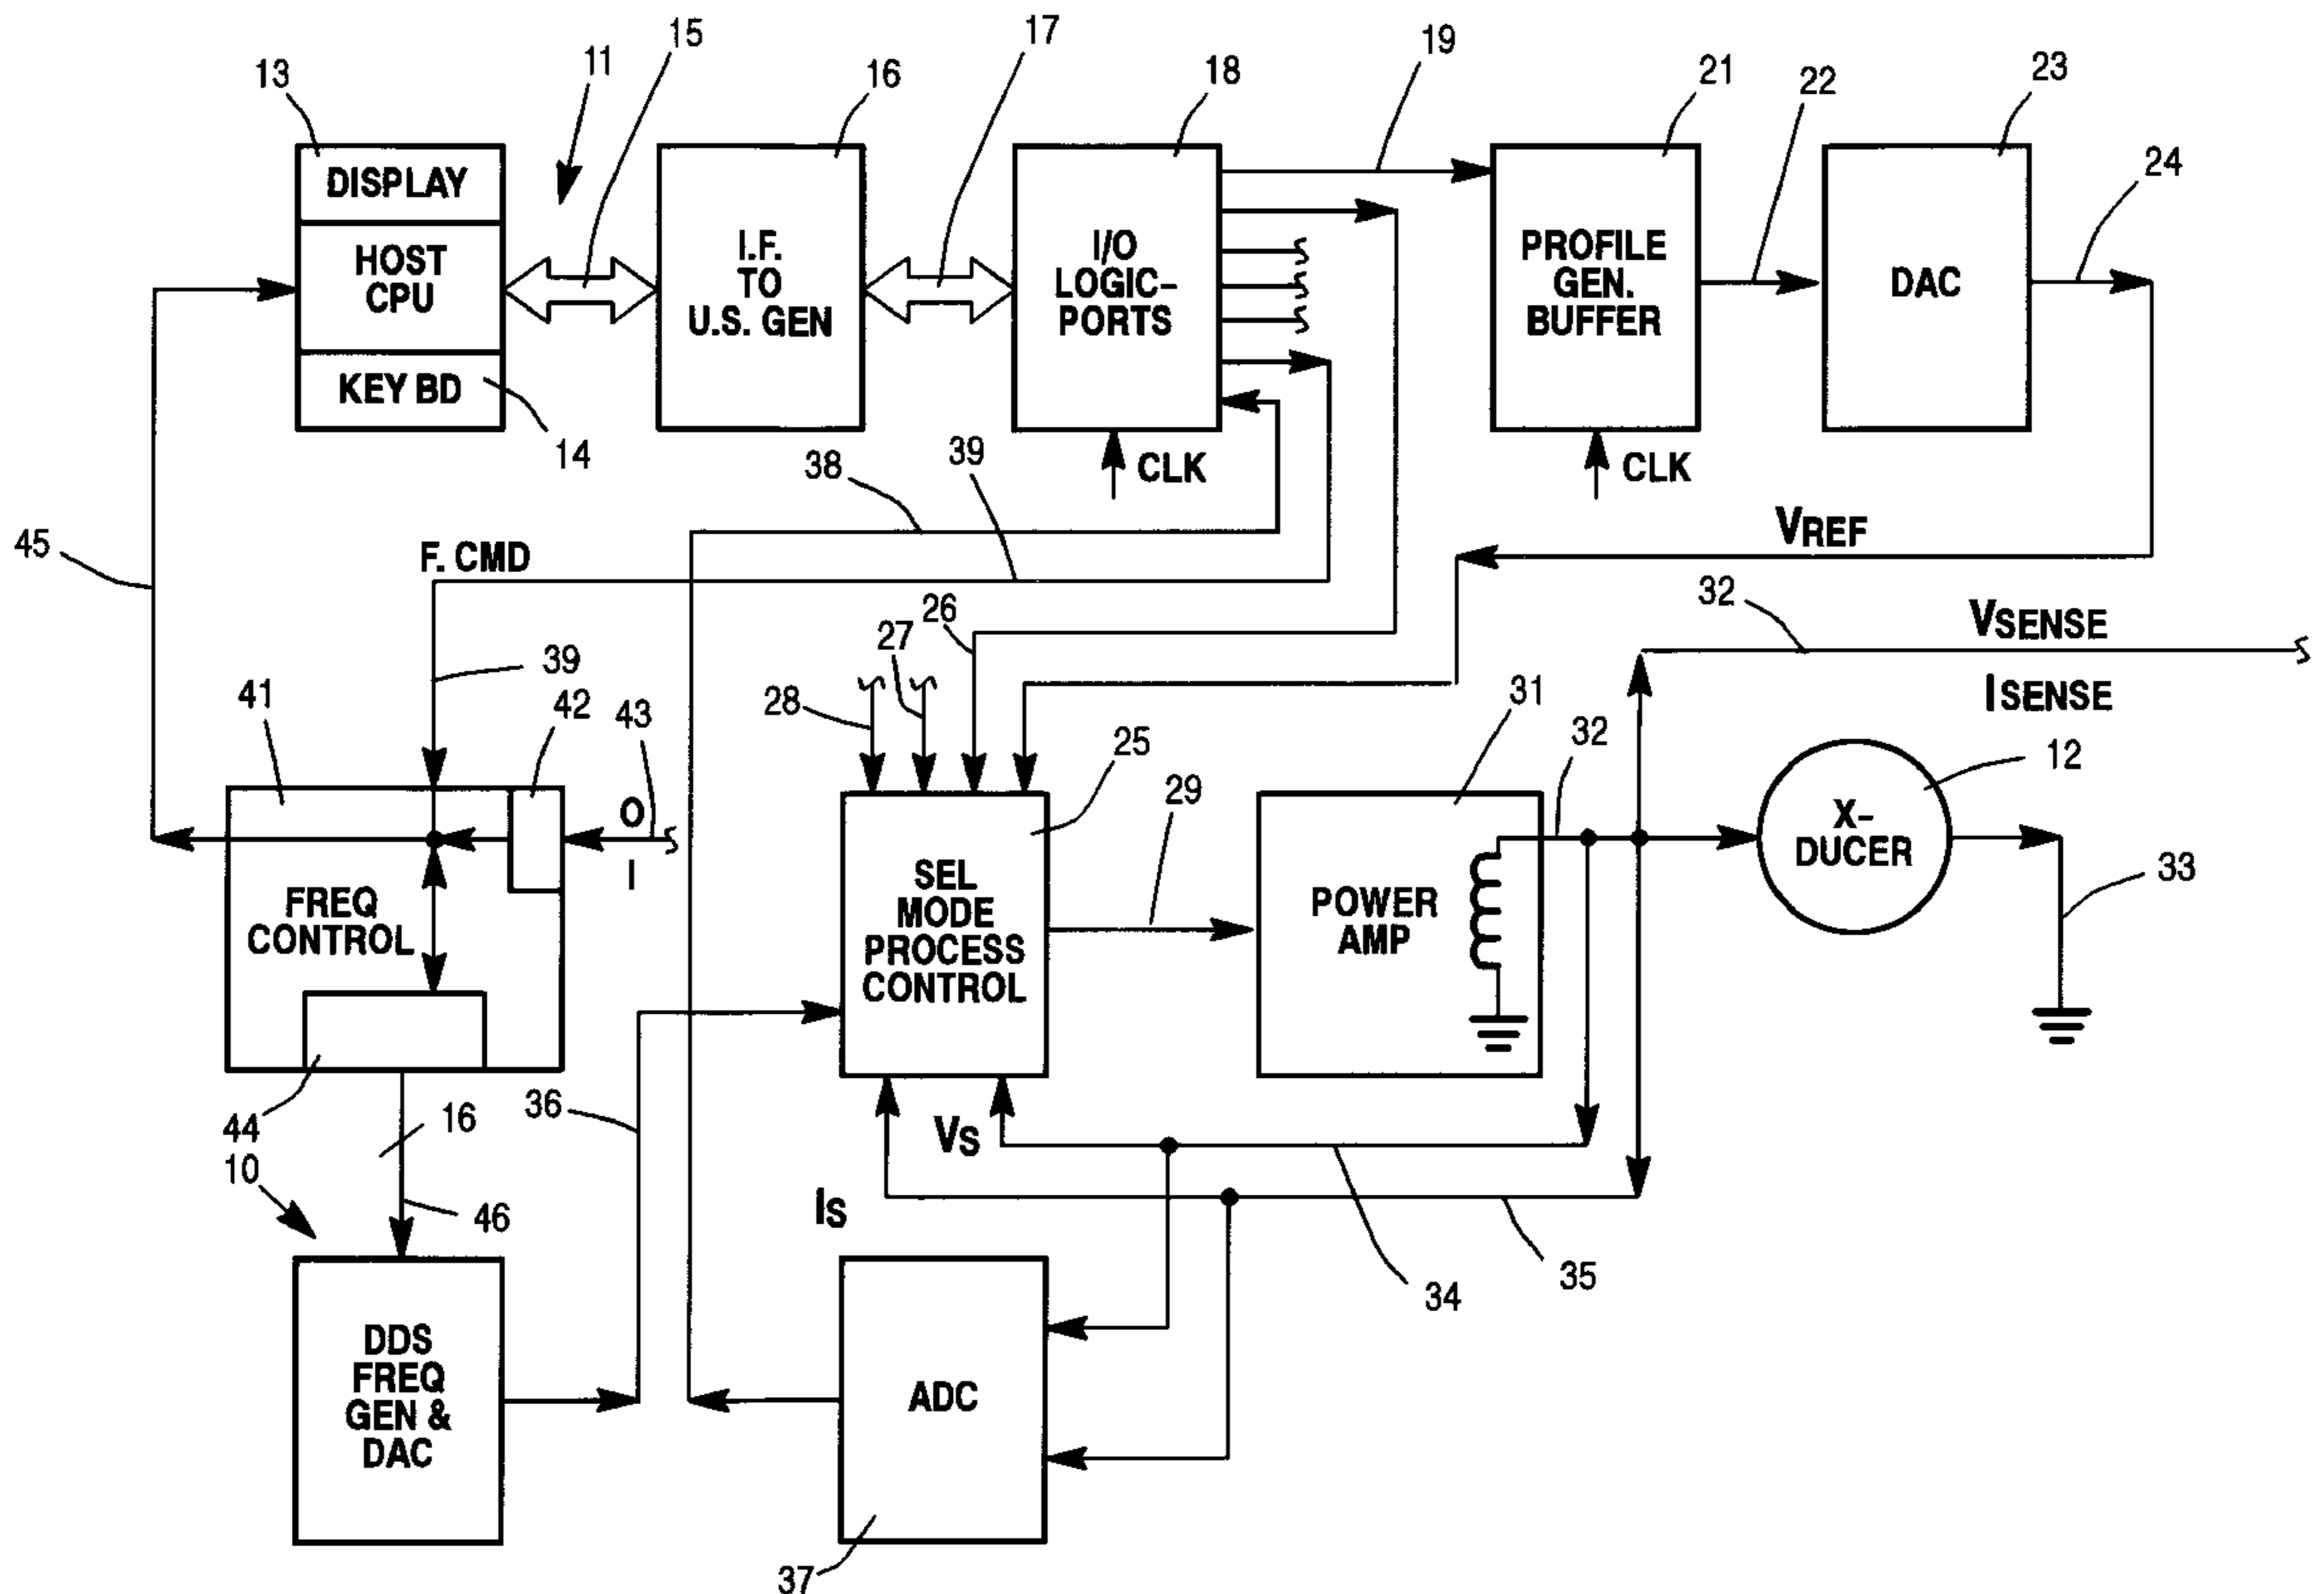 13
11
15
16
17
18
19
21
22
23
24
DISPLAY
HOST
CPU
KEY BD
14
I.F.
TO
U.S. GEN
I/O
LOGIC-
PORTS
CLK
PROFILE
GEN.
BUFFER
CLK
DAC
45
F. CMD
38
39
VREF
32
VSENSE
ISENSE
39
41
42
43
O
I
FREQ
CONTROL
44
28
27
26
25
SEL
MODE
PROCESS
CONTROL
29
31
POWER
AMP
32
X-
DUCER
12
33
16
46
10
36
VS
IS
34
35
DDS
FREQ
GEN &
DAC
ADC
37